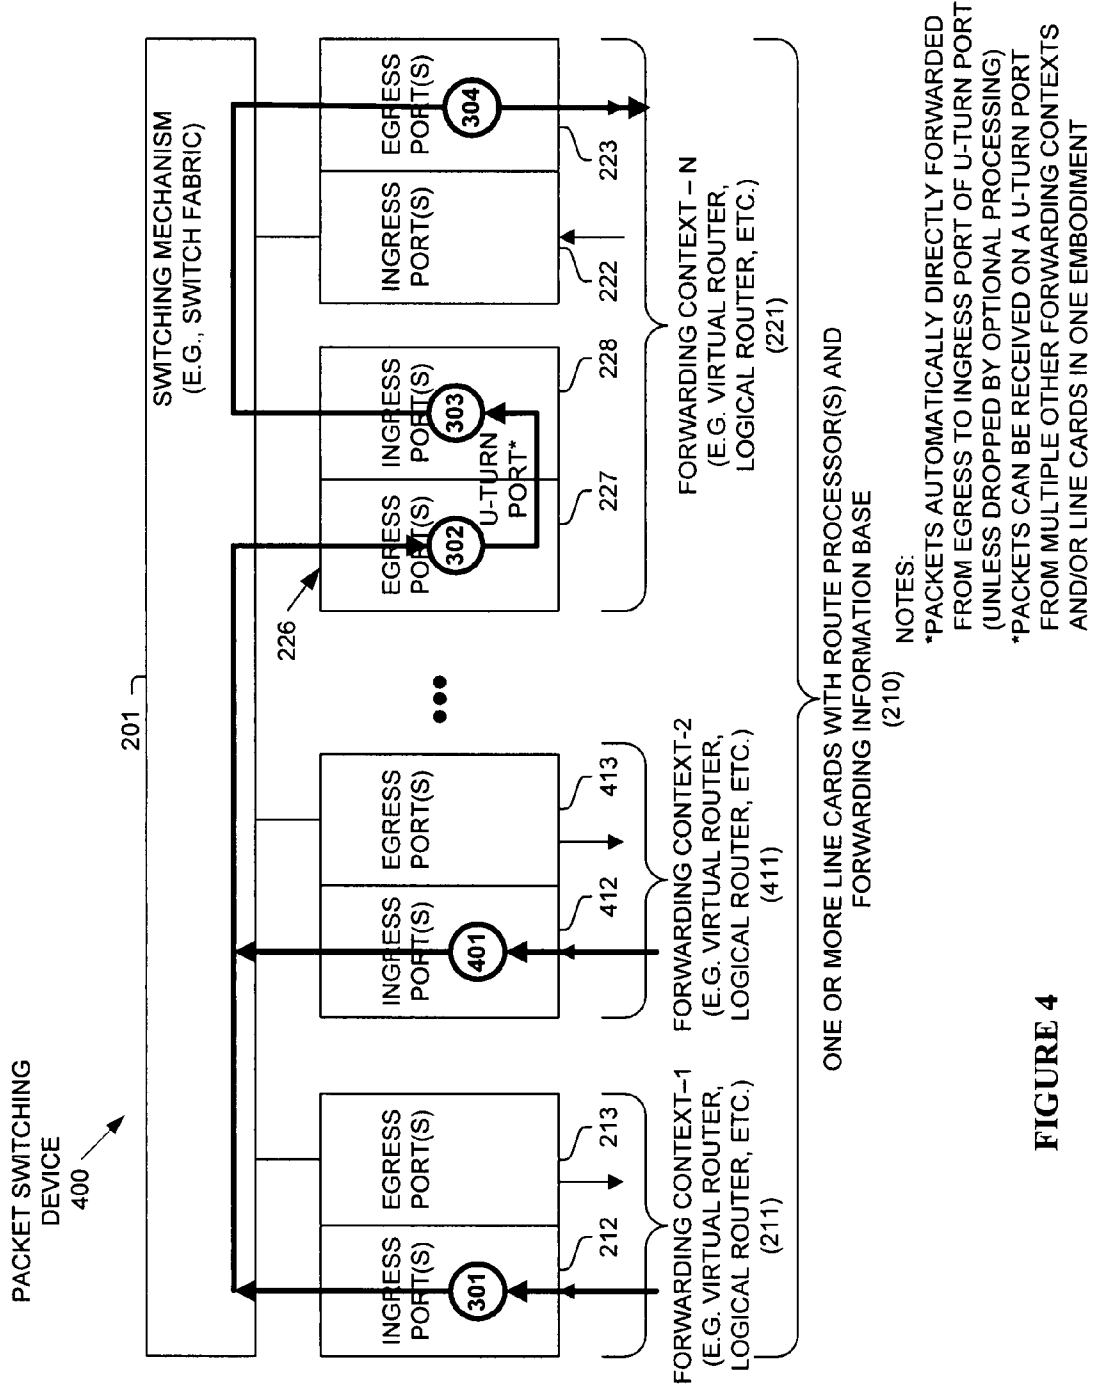 PACKET SWITCHING
DEVICE
400
201
SWITCHING MECHANISM
(E.G., SWITCH FABRIC)
INGRESS
PORT(S)
301
EGRESS
PORT(S)
212
213
FORWARDING CONTEXT–1
(E.G. VIRTUAL ROUTER,
LOGICAL ROUTER, ETC.)
(211)
INGRESS
PORT(S)
401
EGRESS
PORT(S)
412
413
FORWARDING CONTEXT-2
(E.G. VIRTUAL ROUTER,
LOGICAL ROUTER, ETC.)
(411)
226
EGRESS
PORT(S)
302
INGRESS
PORT(S)
303
U-TURN
PORT*
227
228
INGRESS
PORT(S)
EGRESS
PORT(S)
304
222
223
FORWARDING CONTEXT – N
(E.G. VIRTUAL ROUTER,
LOGICAL ROUTER, ETC.)
(221)
ONE OR MORE LINE CARDS WITH ROUTE PROCESSOR(S) AND
FORWARDING INFORMATION BASE
(210)
NOTES:
*PACKETS AUTOMATICALLY DIRECTLY FORWARDED
FROM EGRESS TO INGRESS PORT OF U-TURN PORT
(UNLESS DROPPED BY OPTIONAL PROCESSING)
*PACKETS CAN BE RECEIVED ON A U-TURN PORT
FROM MULTIPLE OTHER FORWARDING CONTEXTS
AND/OR LINE CARDS IN ONE EMBODIMENT
FIGURE 4